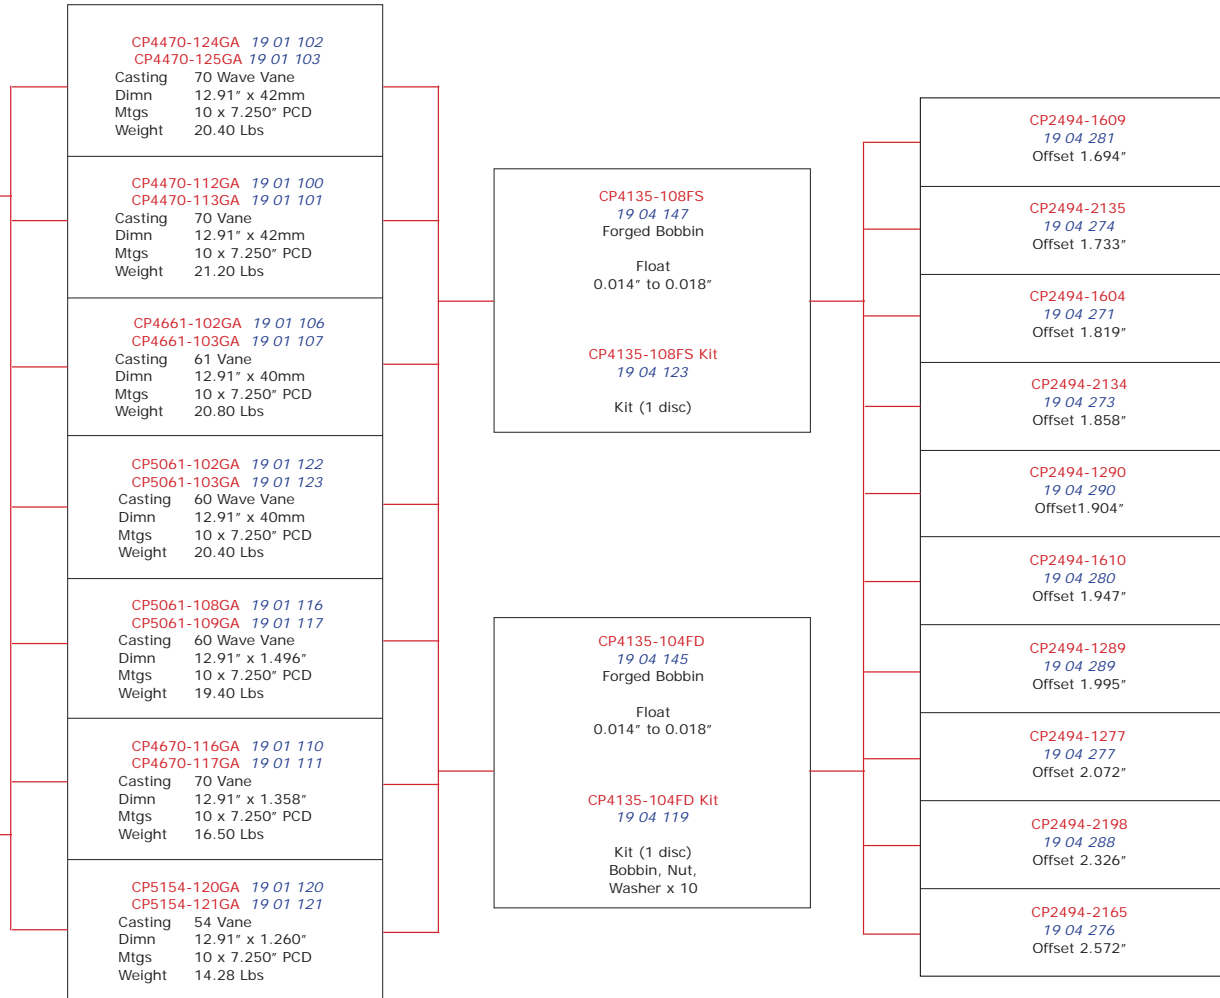 CP4470-124GA 19 01 102
CP4470-125GA 19 01 103
Casting 70 Wave Vane
Dimn 12.91″ x 42mm
Mtgs 10 x 7.250″ PCD
Weight 20.40 Lbs
CP4470-112GA 19 01 100
CP4470-113GA 19 01 101
Casting 70 Vane
Dimn 12.91″ x 42mm
Mtgs 10 x 7.250″ PCD
Weight 21.20 Lbs
CP4661-102GA 19 01 106
CP4661-103GA 19 01 107
Casting 61 Vane
Dimn 12.91″ x 40mm
Mtgs 10 x 7.250″ PCD
Weight 20.80 Lbs
CP5061-102GA 19 01 122
CP5061-103GA 19 01 123
Casting 60 Wave Vane
Dimn 12.91″ x 40mm
Mtgs 10 x 7.250″ PCD
Weight 20.40 Lbs
CP5061-108GA 19 01 116
CP5061-109GA 19 01 117
Casting 60 Wave Vane
Dimn 12.91″ x 1.496″
Mtgs 10 x 7.250″ PCD
Weight 19.40 Lbs
CP4670-116GA 19 01 110
CP4670-117GA 19 01 111
Casting 70 Vane
Dimn 12.91″ x 1.358″
Mtgs 10 x 7.250″ PCD
Weight 16.50 Lbs
CP5154-120GA 19 01 120
CP5154-121GA 19 01 121
Casting 54 Vane
Dimn 12.91″ x 1.260″
Mtgs 10 x 7.250″ PCD
Weight 14.28 Lbs
CP4135-108FS
19 04 147
Forged Bobbin
Float
0.014″ to 0.018″
CP4135-108FS Kit
19 04 123
Kit (1 disc)
CP4135-104FD
19 04 145
Forged Bobbin
Float
0.014″ to 0.018″
CP4135-104FD Kit
19 04 119
Kit (1 disc)
Bobbin, Nut,
Washer x 10
CP2494-1609
19 04 281
Offset 1.694″
CP2494-2135
19 04 274
Offset 1.733″
CP2494-1604
19 04 271
Offset 1.819″
CP2494-2134
19 04 273
Offset 1.858″
CP2494-1290
19 04 290
Offset1.904″
CP2494-1610
19 04 280
Offset 1.947″
CP2494-1289
19 04 289
Offset 1.995″
CP2494-1277
19 04 277
Offset 2.072″
CP2494-2198
19 04 288
Offset 2.326″
CP2494-2165
19 04 276
Offset 2.572″